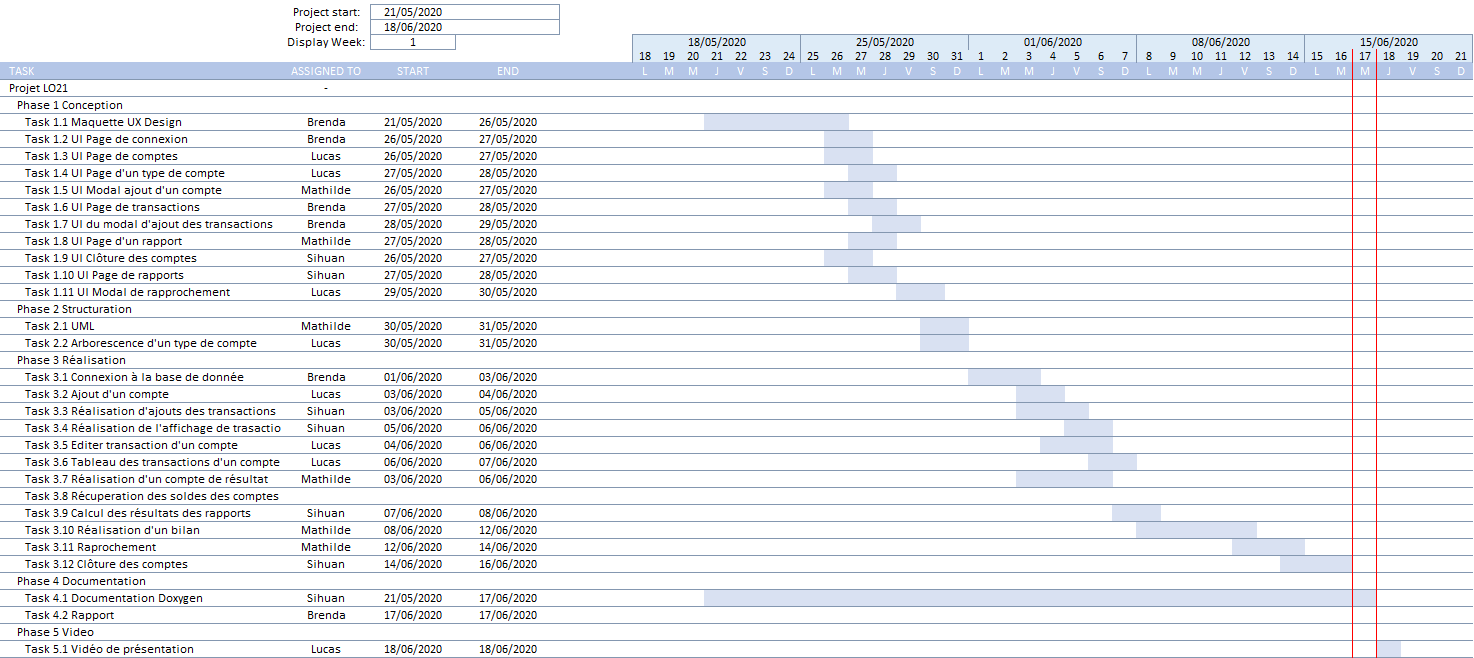 Project start: 21/05/2020
Project end: 18/06/2020
Display Week: 1
18/05/2020 25/05/2020 01/06/2020 08/06/2020 15/06/2020
18 19 20 21 22 23 24 25 26 27 28 29 30 31 1 2 3 4 5 6 7 8 9 10 11 12 13 14 15 16 17 18 19 20 21
TASK ASSIGNED TO START END L M M J V S D L M M J V S D L M M J V S D L M M J V S D L M M J V S D
Projet LO21 -
Phase 1 Conception
Task 1.1 Maquette UX Design Brenda 21/05/2020 26/05/2020
Task 1.2 UI Page de connexion Brenda 26/05/2020 27/05/2020
Task 1.3 UI Page de comptes Lucas 26/05/2020 27/05/2020
Task 1.4 UI Page d'un type de compte Lucas 27/05/2020 28/05/2020
Task 1.5 UI Modal ajout d'un compte Mathilde 26/05/2020 27/05/2020
Task 1.6 UI Page de transactions Brenda 27/05/2020 28/05/2020
Task 1.7 UI du modal d'ajout des transactions Brenda 28/05/2020 29/05/2020
Task 1.8 UI Page d'un rapport Mathilde 27/05/2020 28/05/2020
Task 1.9 UI Clôture des comptes Sihuan 26/05/2020 27/05/2020
Task 1.10 UI Page de rapports Sihuan 27/05/2020 28/05/2020
Task 1.11 UI Modal de rapprochement Lucas 29/05/2020 30/05/2020
Phase 2 Structuration
Task 2.1 UML Mathilde 30/05/2020 31/05/2020
Task 2.2 Arborescence d'un type de compte Lucas 30/05/2020 31/05/2020
Phase 3 Réalisation
Task 3.1 Connexion à la base de donnée Brenda 01/06/2020 03/06/2020
Task 3.2 Ajout d'un compte Lucas 03/06/2020 04/06/2020
Task 3.3 Réalisation d'ajouts des transactions Sihuan 03/06/2020 05/06/2020
Task 3.4 Réalisation de l'affichage de trasactio Sihuan 05/06/2020 06/06/2020
Task 3.5 Editer transaction d'un compte Lucas 04/06/2020 06/06/2020
Task 3.6 Tableau des transactions d'un compte Lucas 06/06/2020 07/06/2020
Task 3.7 Réalisation d'un compte de résultat Mathilde 03/06/2020 06/06/2020
Task 3.8 Récuperation des soldes des comptes
Task 3.9 Calcul des résultats des rapports Sihuan 07/06/2020 08/06/2020
Task 3.10 Réalisation d'un bilan Mathilde 08/06/2020 12/06/2020
Task 3.11 Raprochement Mathilde 12/06/2020 14/06/2020
Task 3.12 Clôture des comptes Sihuan 14/06/2020 16/06/2020
Phase 4 Documentation
Task 4.1 Documentation Doxygen Sihuan 21/05/2020 17/06/2020
Task 4.2 Rapport Brenda 17/06/2020 17/06/2020
Phase 5 Video
Task 5.1 Vidéo de présentation Lucas 18/06/2020 18/06/2020